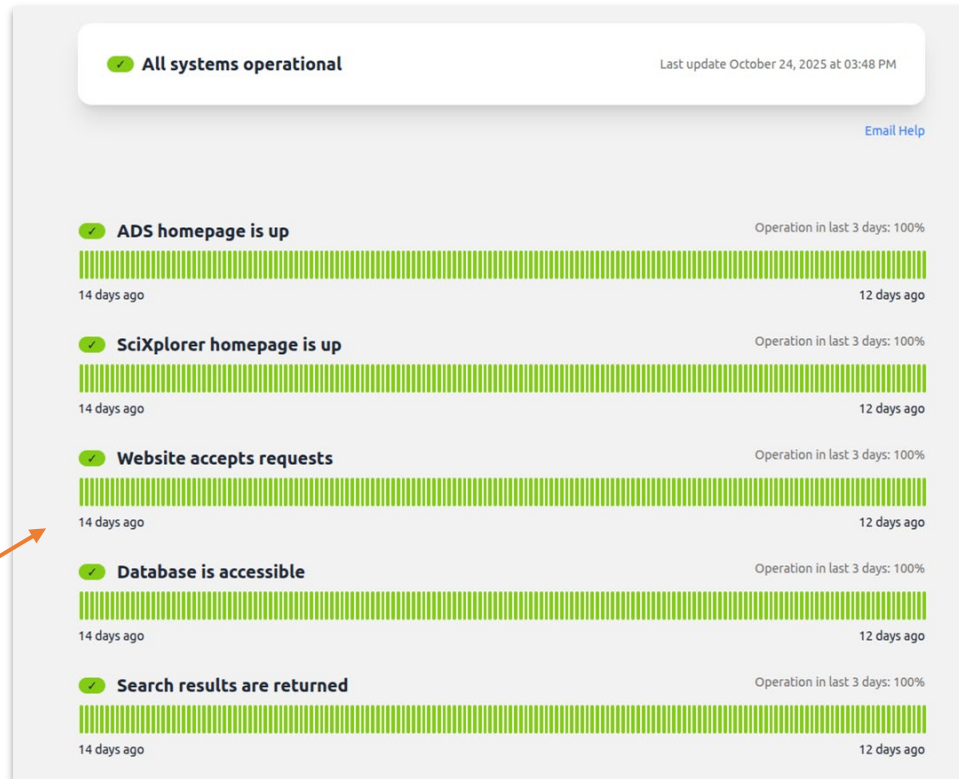 ✓ All systems operational Last update October 24, 2025 at 03:48 PM
Email Help
✓ ADS homepage is up Operation in last 3 days: 100%
14 days ago 12 days ago
✓ SciXplorer homepage is up Operation in last 3 days: 100%
14 days ago 12 days ago
✓ Website accepts requests Operation in last 3 days: 100%
14 days ago 12 days ago
✓ Database is accessible Operation in last 3 days: 100%
14 days ago 12 days ago
✓ Search results are returned Operation in last 3 days: 100%
14 days ago 12 days ago